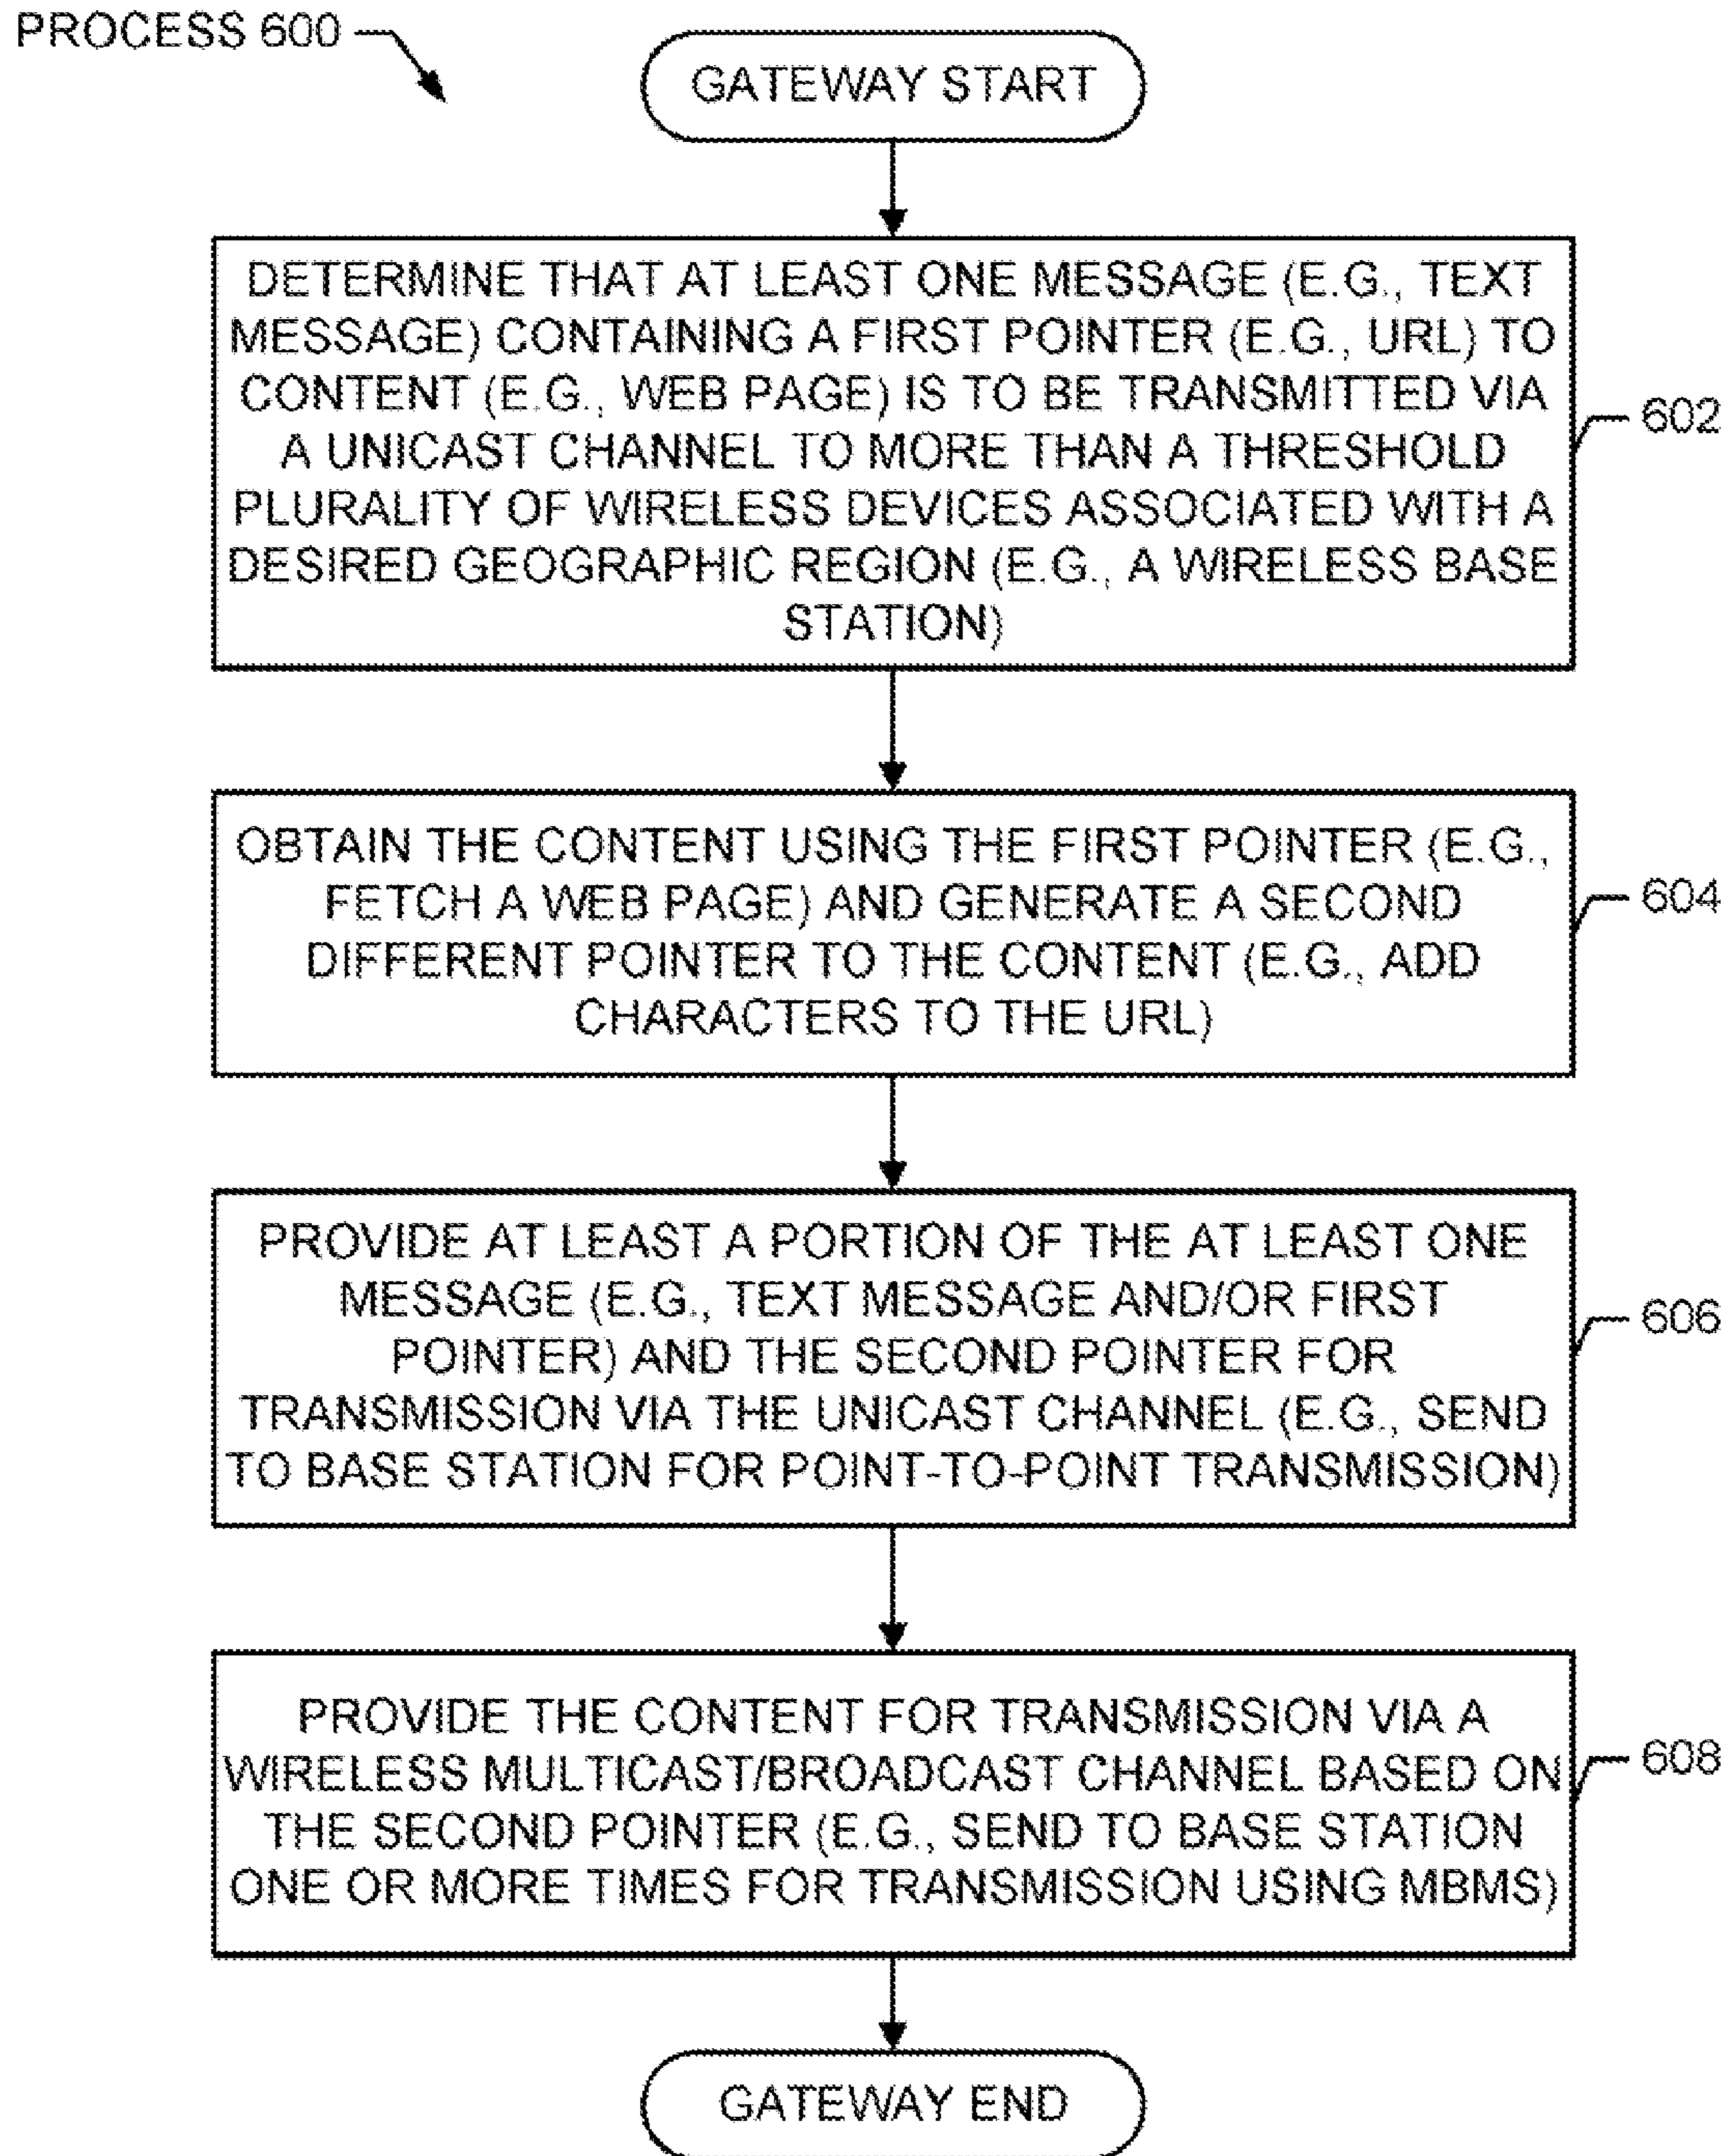 PROCESS 600
GATEWAY START
DETERMINE THAT AT LEAST ONE MESSAGE (E.G., TEXT
MESSAGE) CONTAINING A FIRST POINTER (E.G., URL) TO
CONTENT (E.G., WEB PAGE) IS TO BE TRANSMITTED VIA
A UNICAST CHANNEL TO MORE THAN A THRESHOLD
PLURALITY OF WIRELESS DEVICES ASSOCIATED WITH A
DESIRED GEOGRAPHIC REGION (E.G., A WIRELESS BASE
STATION)
602
OBTAIN THE CONTENT USING THE FIRST POINTER (E.G.,
FETCH A WEB PAGE) AND GENERATE A SECOND
DIFFERENT POINTER TO THE CONTENT (E.G., ADD
CHARACTERS TO THE URL)
604
PROVIDE AT LEAST A PORTION OF THE AT LEAST ONE
MESSAGE (E.G., TEXT MESSAGE AND/OR FIRST
POINTER) AND THE SECOND POINTER FOR
TRANSMISSION VIA THE UNICAST CHANNEL (E.G., SEND
TO BASE STATION FOR POINT-TO-POINT TRANSMISSION)
606
PROVIDE THE CONTENT FOR TRANSMISSION VIA A
WIRELESS MULTICAST/BROADCAST CHANNEL BASED ON
THE SECOND POINTER (E.G., SEND TO BASE STATION
ONE OR MORE TIMES FOR TRANSMISSION USING MBMS)
608
GATEWAY END